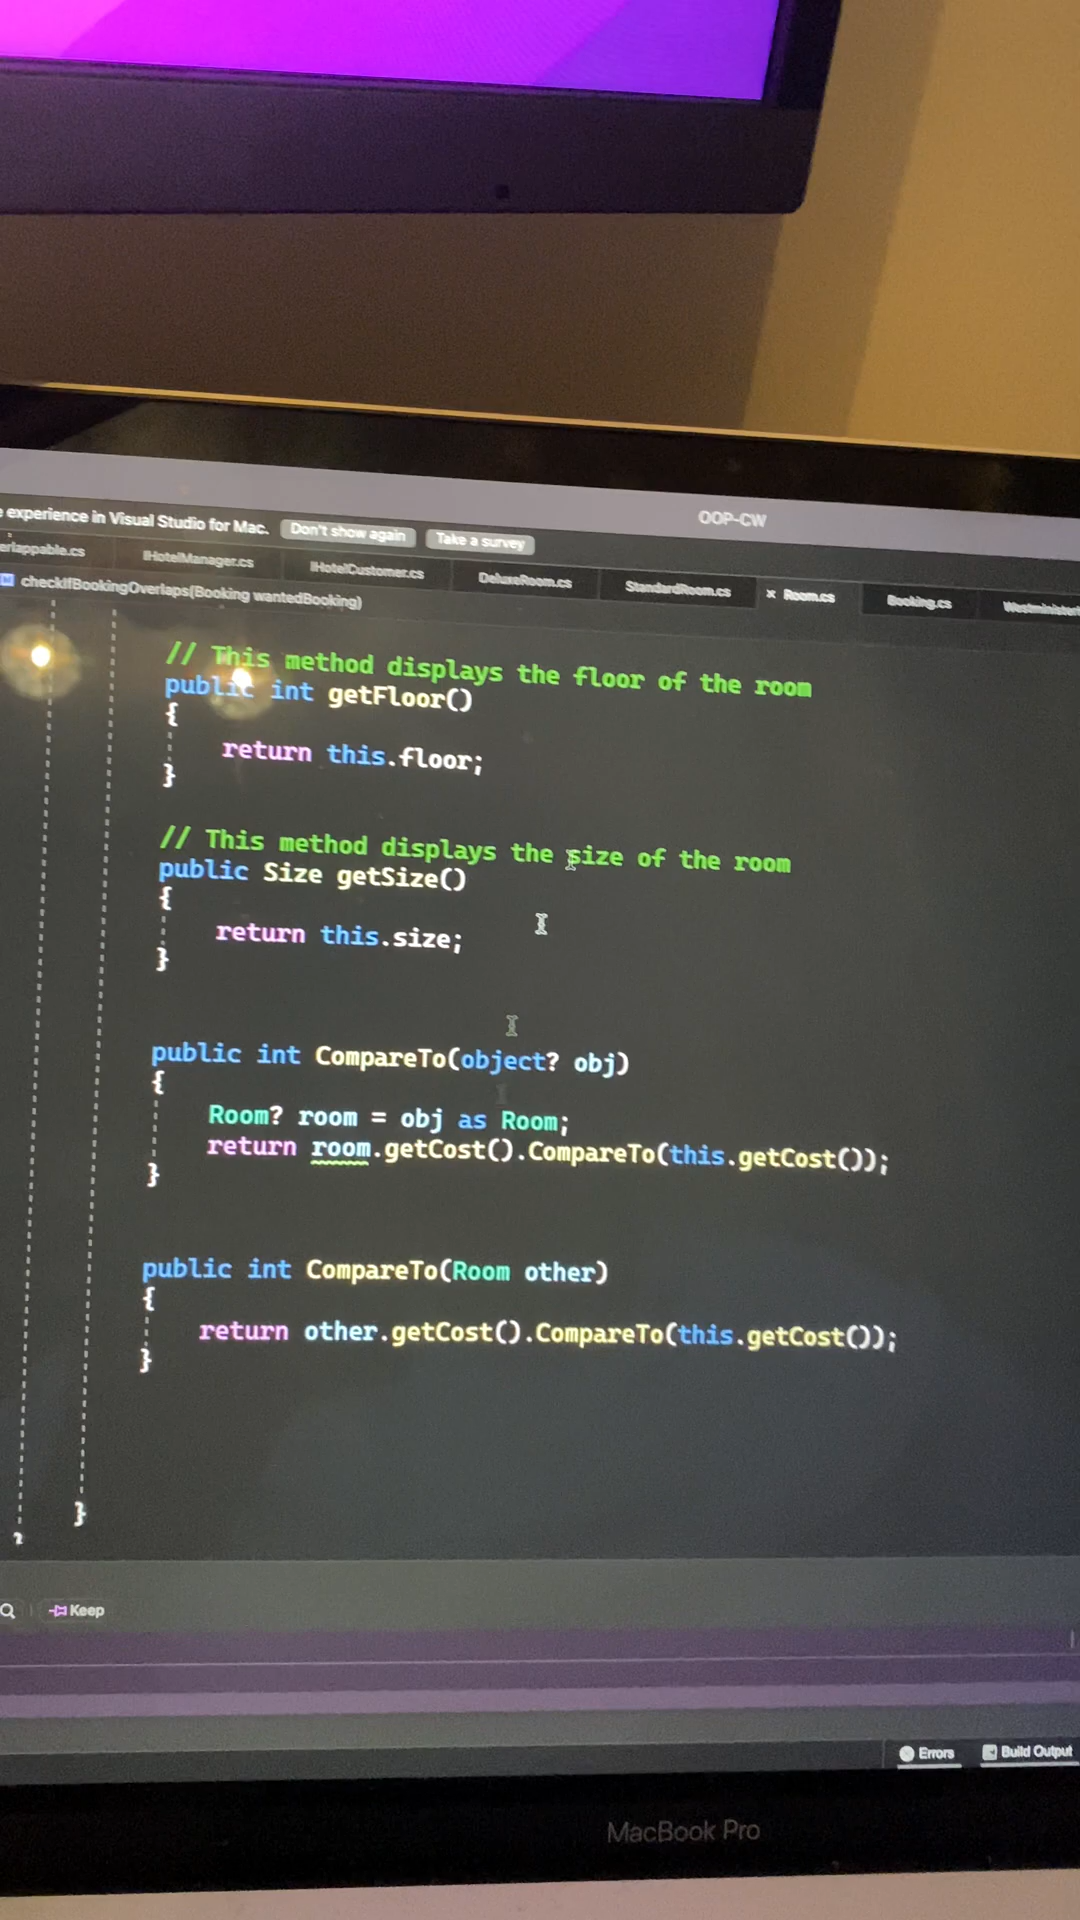 experience in Visual Studio for Mac. Don't show again Take a survey
OOP-CW
erlappable.cs IHotelManager.cs IHotelCustomer.cs DeluxeRoom.cs StandardRoom.cs × Room.cs Booking.cs
M checkIfBookingOverlaps(Booking wantedBooking)
// This method displays the floor of the room
public int getFloor()
{
return this.floor;
}
// This method displays the size of the room
public Size getSize()
{
return this.size;
}
public int CompareTo(object? obj)
{
Room? room = obj as Room;
return room.getCost().CompareTo(this.getCost());
}
public int CompareTo(Room other)
{
return other.getCost().CompareTo(this.getCost());
}
}
Keep
Errors Build Output
MacBook Pro